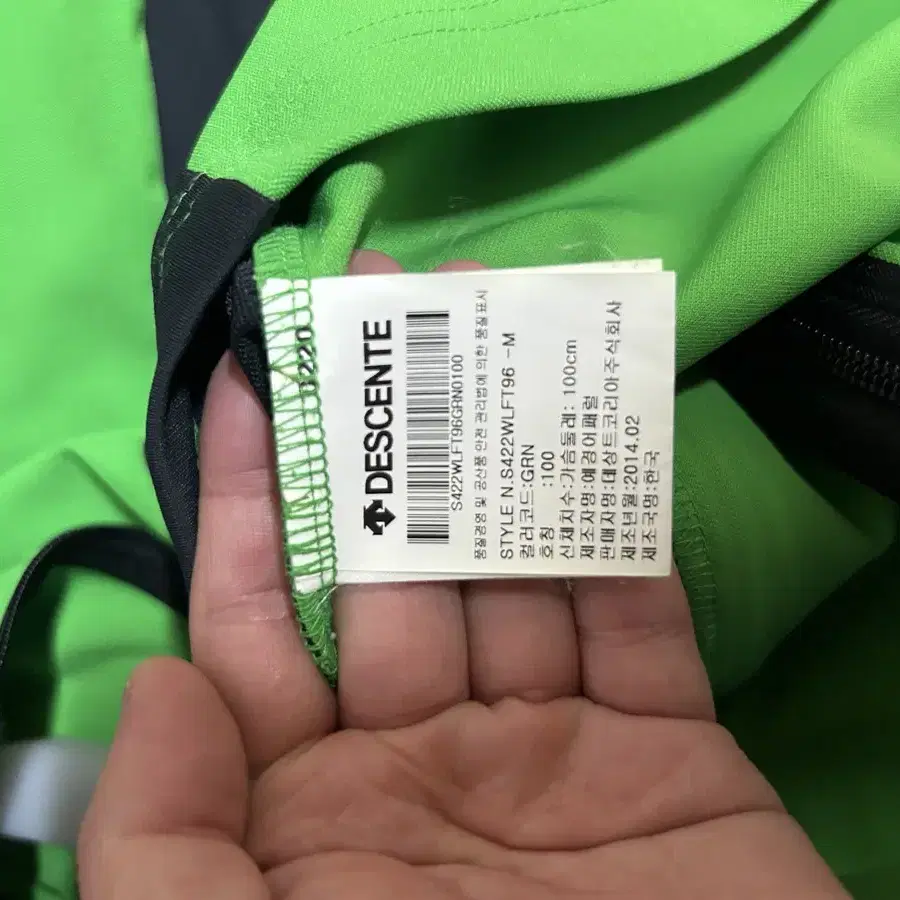 DESCENTE
S422WLFT96GRN0100
품질경영 및 공산품 안전 관리법에 의한 품질표시
STYLE N.S422WLFT96 -M
컬러코드:GRN
호칭 :100
신체치수:가슴둘레: 100cm
제조자명:예경어패럴
판매자명:데상트코리아주식회사
제조년월:2014.02
제조국명:한국